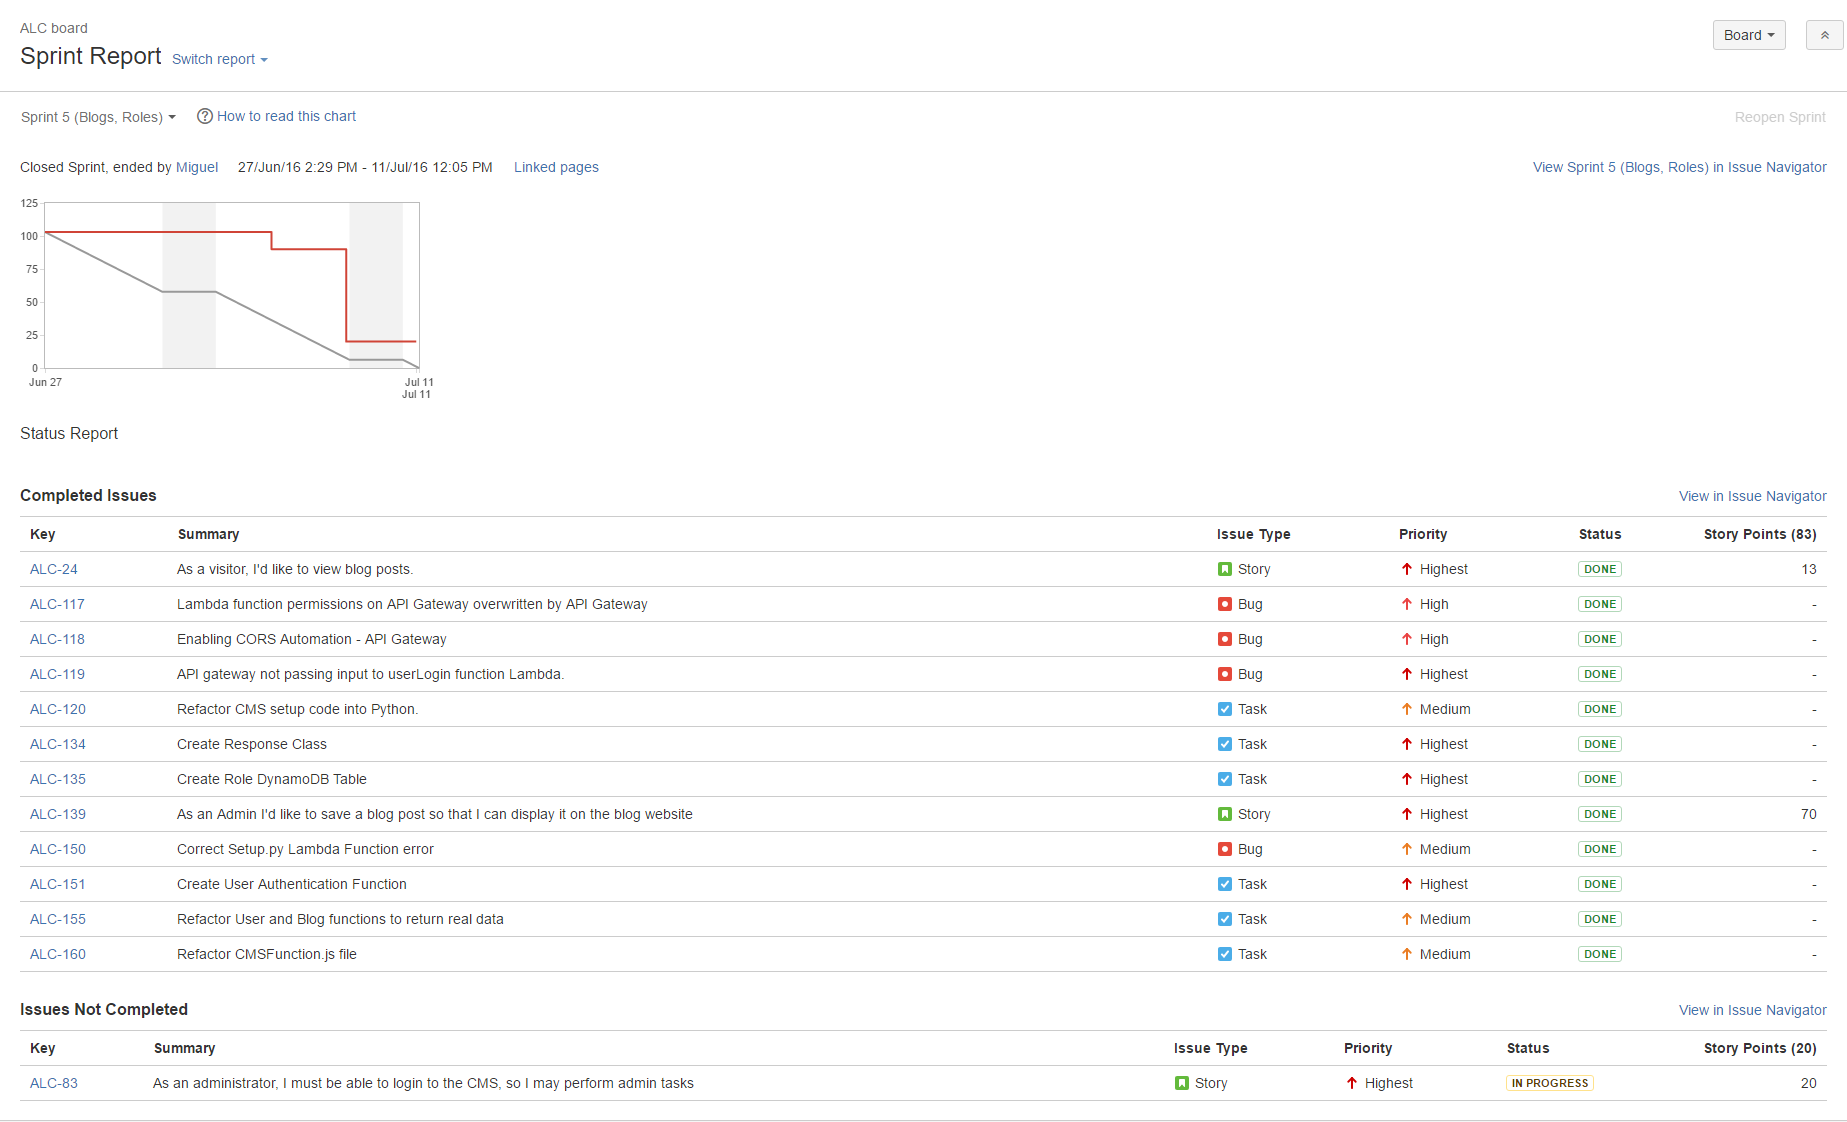 ALC board
Sprint Report Switch report
Board
Sprint 5 (Blogs, Roles) How to read this chart Reopen Sprint
Closed Sprint, ended by Miguel 27/Jun/16 2:29 PM - 11/Jul/16 12:05 PM Linked pages View Sprint 5 (Blogs, Roles) in Issue Navigator
125
100
75
50
25
0
Jun 27 Jul 11
Jul 11
Status Report
Completed Issues View in Issue Navigator
Key Summary Issue Type Priority Status Story Points (83)
ALC-24 As a visitor, I'd like to view blog posts. Story Highest DONE 13
ALC-117 Lambda function permissions on API Gateway overwritten by API Gateway Bug High DONE -
ALC-118 Enabling CORS Automation - API Gateway Bug High DONE -
ALC-119 API gateway not passing input to userLogin function Lambda. Bug Highest DONE -
ALC-120 Refactor CMS setup code into Python. Task Medium DONE -
ALC-134 Create Response Class Task Highest DONE -
ALC-135 Create Role DynamoDB Table Task Highest DONE -
ALC-139 As an Admin I'd like to save a blog post so that I can display it on the blog website Story Highest DONE 70
ALC-150 Correct Setup.py Lambda Function error Bug Medium DONE -
ALC-151 Create User Authentication Function Task Highest DONE -
ALC-155 Refactor User and Blog functions to return real data Task Medium DONE -
ALC-160 Refactor CMSFunction.js file Task Medium DONE -
Issues Not Completed View in Issue Navigator
Key Summary Issue Type Priority Status Story Points (20)
ALC-83 As an administrator, I must be able to login to the CMS, so I may perform admin tasks Story Highest IN PROGRESS 20